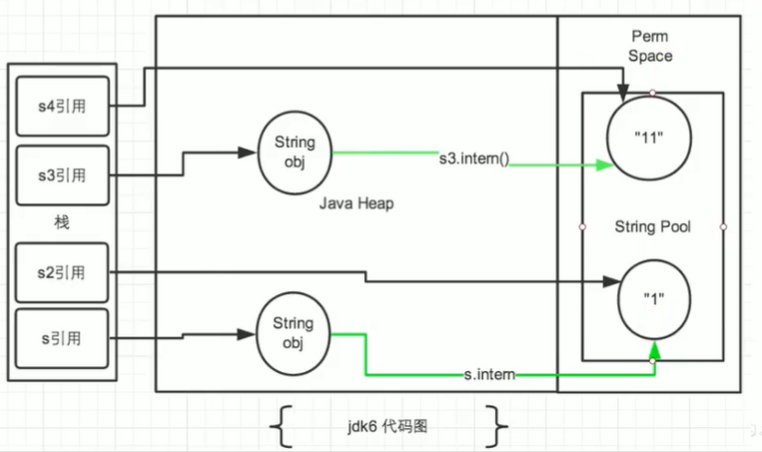 Perm
Space
s4引用
"11"
String
obj
s3.intern()
s3引用
Java Heap
栈
String Pool
s2引用
"1"
String
obj
s引用
s.intern
jdk6 代码图